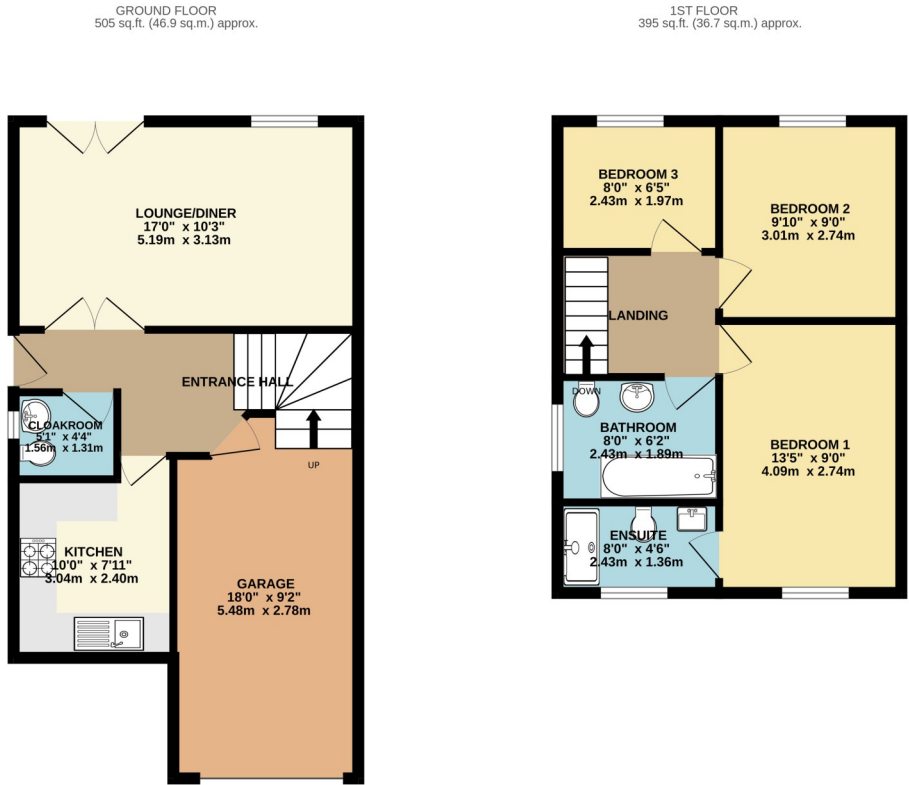 GROUND FLOOR
505 sq.ft. (46.9 sq.m.) approx.
LOUNGE/DINER
17'0" x 10'3"
5.19m x 3.13m
ENTRANCE HALL
CLOAKROOM
5'1" x 4'4"
1.56m x 1.31m
UP
KITCHEN
10'0" x 7'11"
3.04m x 2.40m
GARAGE
18'0" x 9'2"
5.48m x 2.78m
1ST FLOOR
395 sq.ft. (36.7 sq.m.) approx.
BEDROOM 3
8'0" x 6'5"
2.43m x 1.97m
BEDROOM 2
9'10" x 9'0"
3.01m x 2.74m
LANDING
DOWN
BATHROOM
8'0" x 6'2"
2.43m x 1.89m
BEDROOM 1
13'5" x 9'0"
4.09m x 2.74m
ENSUITE
8'0" x 4'6"
2.43m x 1.36m